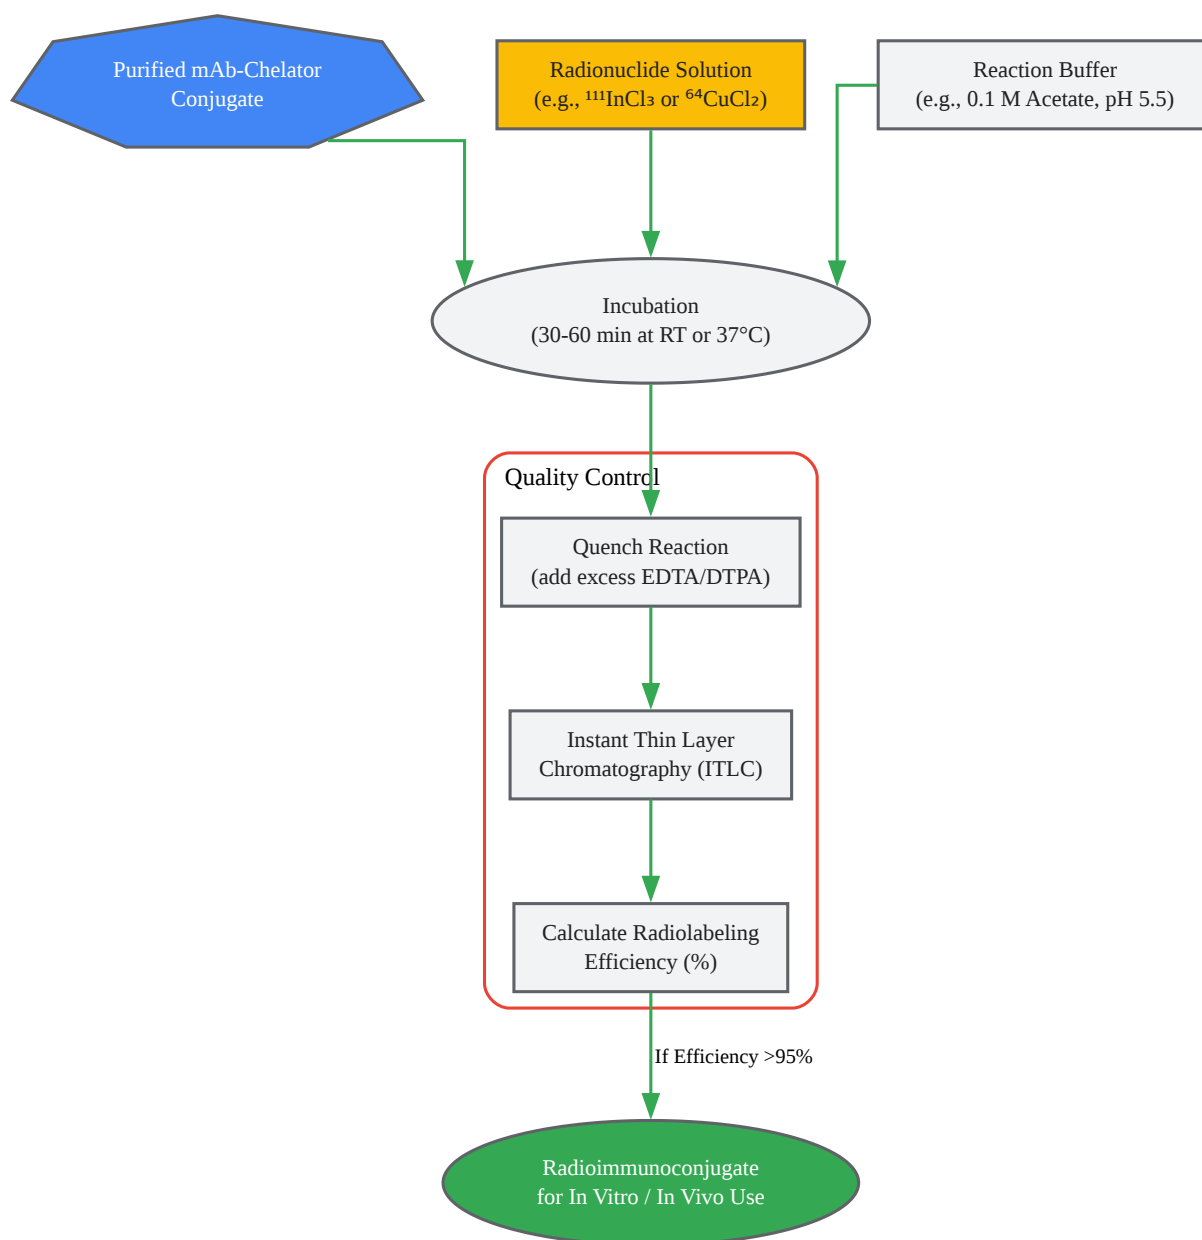 Purified mAb-Chelator
Conjugate
Radionuclide Solution
(e.g., ¹¹¹InCl₃ or ⁶⁴CuCl₂)
Reaction Buffer
(e.g., 0.1 M Acetate, pH 5.5)
Incubation
(30-60 min at RT or 37°C)
Quality Control
Quench Reaction
(add excess EDTA/DTPA)
Instant Thin Layer
Chromatography (ITLC)
Calculate Radiolabeling
Efficiency (%)
If Efficiency >95%
Radioimmunoconjugate
for In Vitro / In Vivo Use